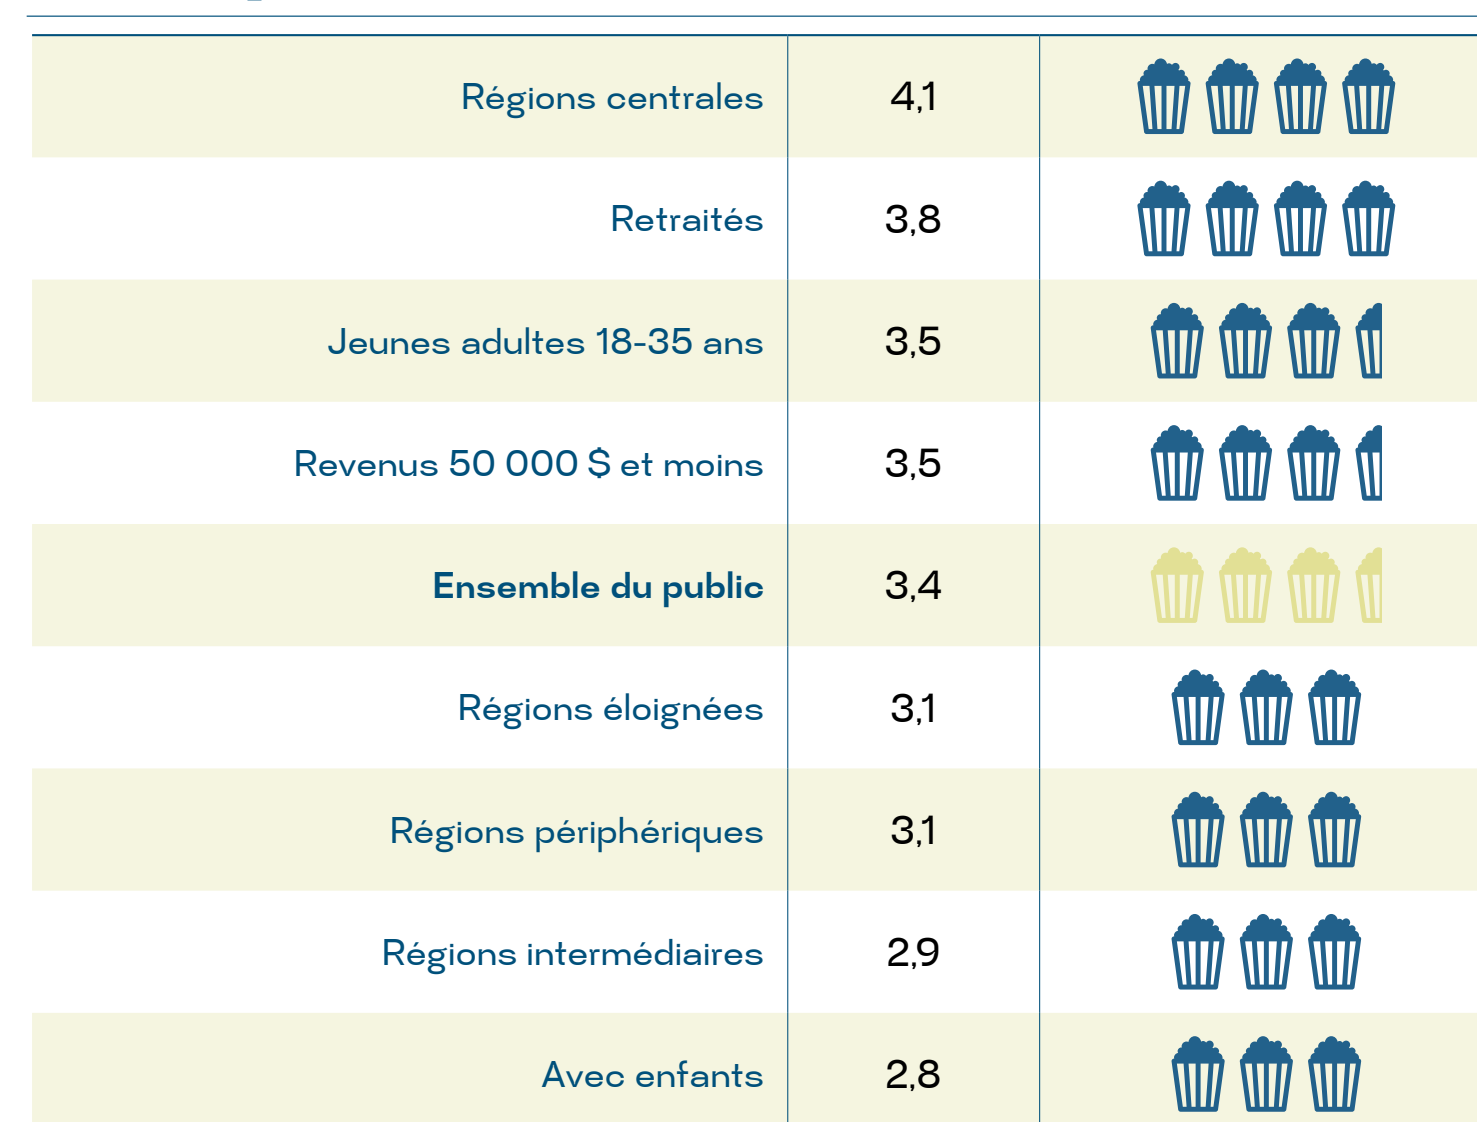 Régions centrales 4,1
Retraités 3,8
Jeunes adultes 18-35 ans 3,5
Revenus 50 000 $ et moins 3,5
Ensemble du public 3,4
Régions éloignées 3,1
Régions périphériques 3,1
Régions intermédiaires 2,9
Avec enfants 2,8